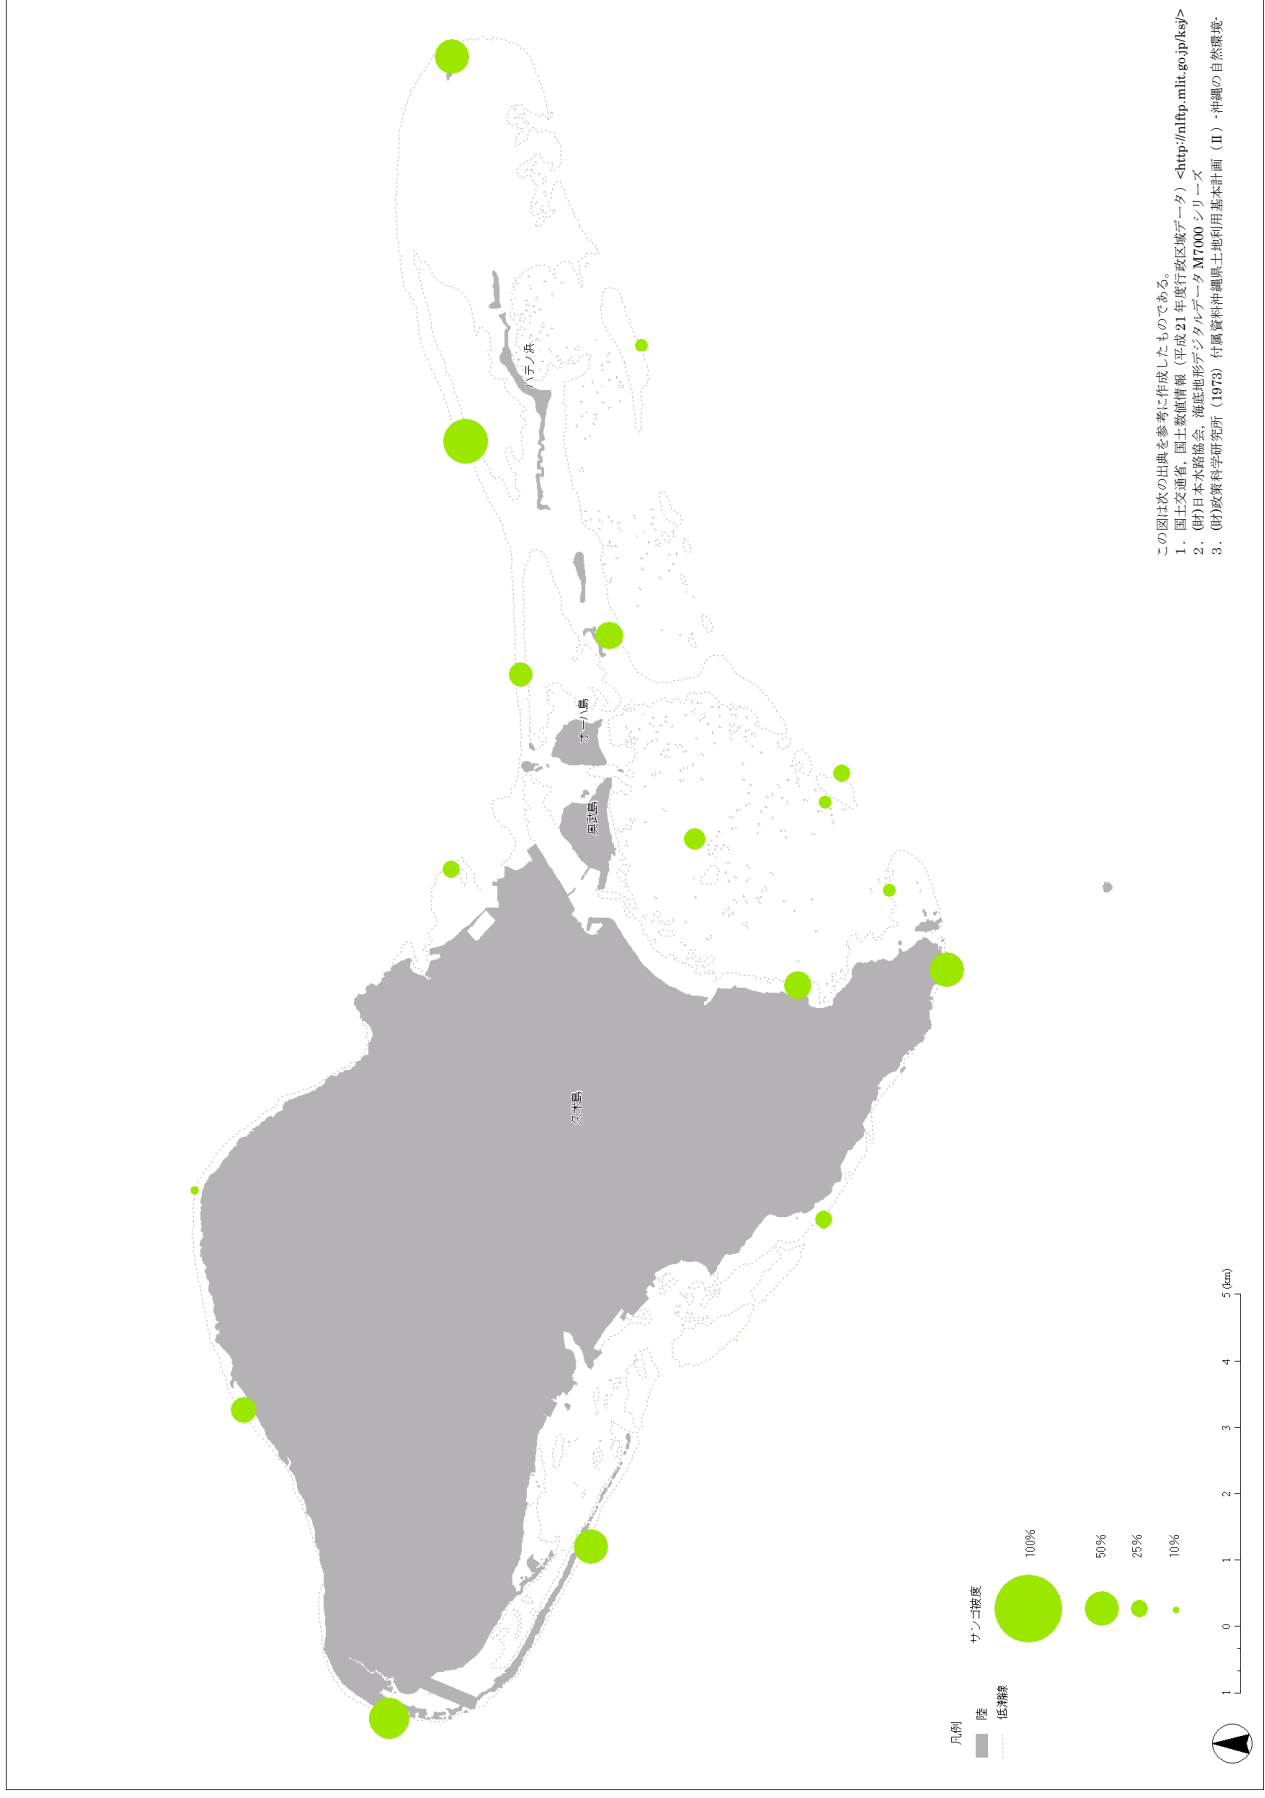 ハテノ浜
オーハ島
奥武島
久米島
凡例
陸
低潮線
サンゴ被度
100%
50%
25%
10%
1
0
1
2
3
4
5 (km)
この図は次の出典を参考に作成したものである。
1. 国土交通省, 国土数値情報（平成 21 年度行政区域データ）<http://nlftp.mlit.go.jp/ksj/>
2. (財)日本水路協会, 海底地形デジタルデータ M7000 シリーズ
3. (財)政策科学研究所（1973）付属資料沖縄県土地利用基本計画（Ⅱ）-沖縄の自然環境-